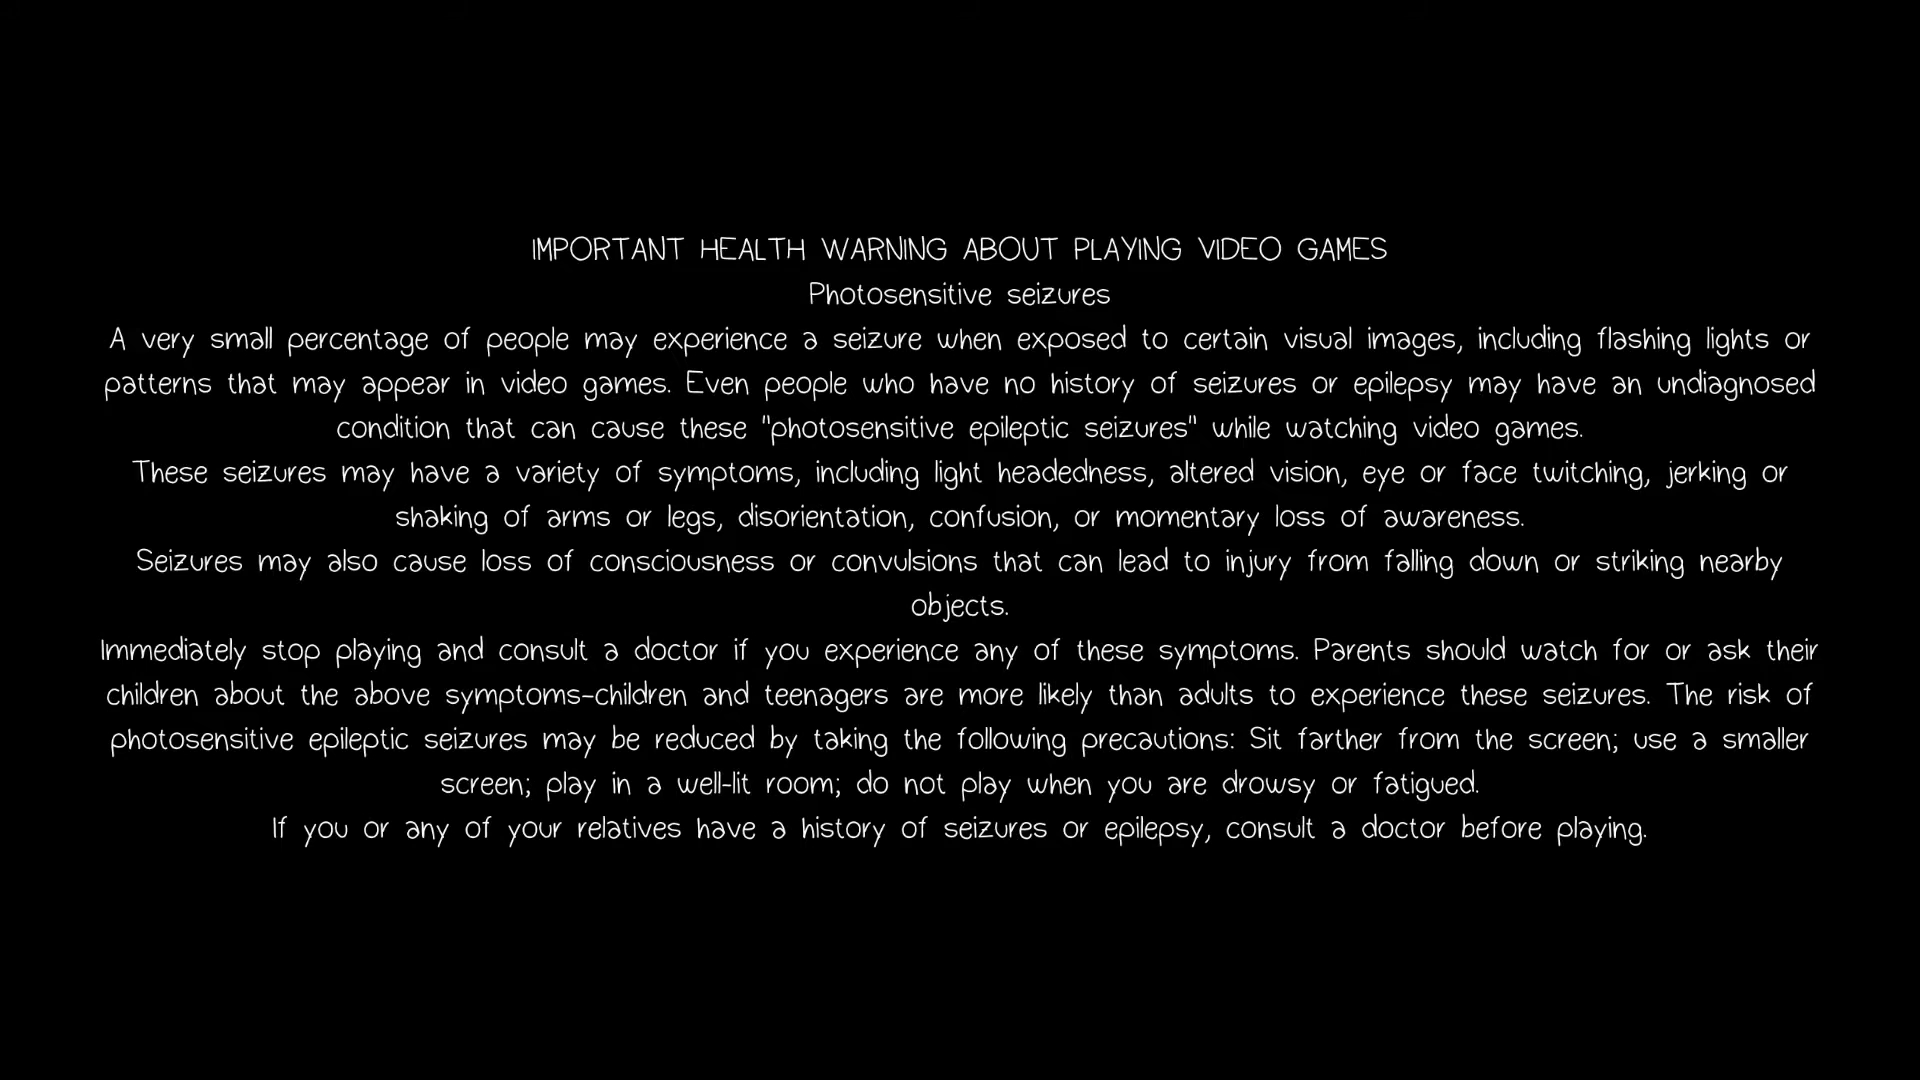 IMPORTANT HEALTH WARNING ABOUT PLAYING VIDEO GAMES
Photosensitive seizures
A very small percentage of people may experience a seizure when exposed to certain visual images, including flashing lights or
patterns that may appear in video games. Even people who have no history of seizures or epilepsy may have an undiagnosed
condition that can cause these "photosensitive epileptic seizures" while watching video games.
These seizures may have a variety of symptoms, including light headedness, altered vision, eye or face twitching, jerking or
shaking of arms or legs, disorientation, confusion, or momentary loss of awareness.
Seizures may also cause loss of consciousness or convulsions that can lead to injury from falling down or striking nearby
objects.
Immediately stop playing and consult a doctor if you experience any of these symptoms. Parents should watch for or ask their
children about the above symptoms-children and teenagers are more likely than adults to experience these seizures. The risk of
photosensitive epileptic seizures may be reduced by taking the following precautions: Sit farther from the screen; use a smaller
screen; play in a well-lit room; do not play when you are drowsy or fatigued.
If you or any of your relatives have a history of seizures or epilepsy, consult a doctor before playing.